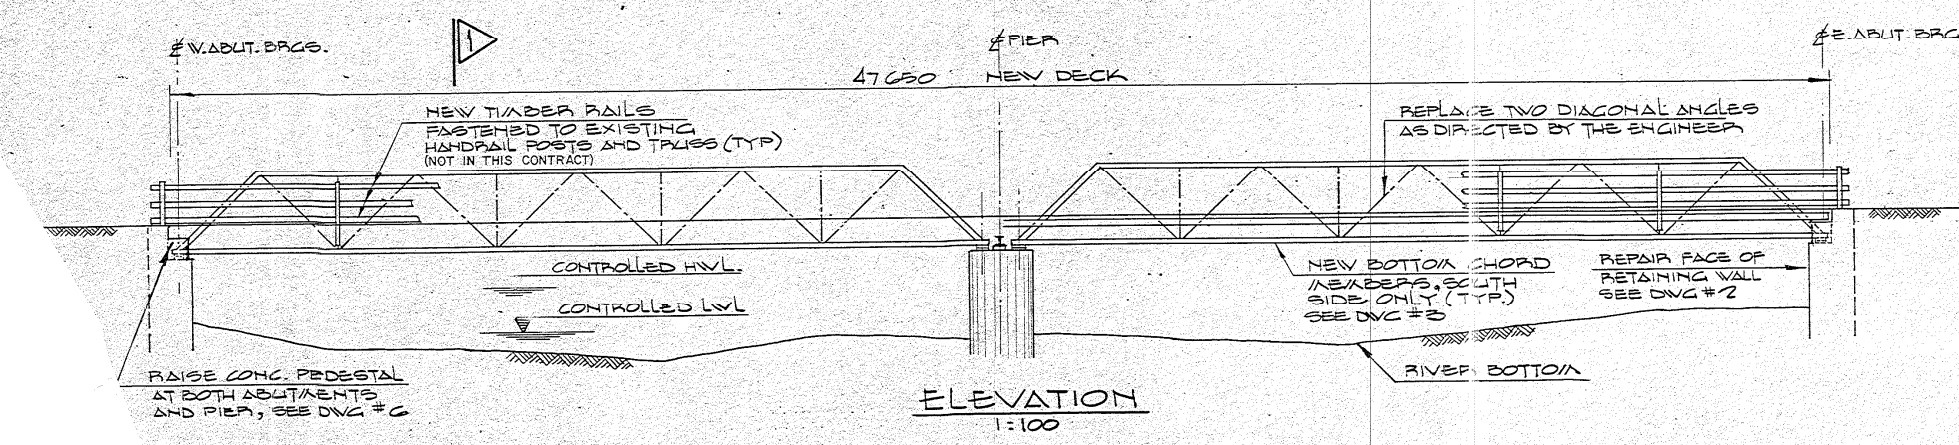 ℄ W. ABUT. BRGS.
1
℄ PIER
℄ E. ABUT. BRG
47 650 NEW DECK
NEW TIMBER RAILS
FASTENED TO EXISTING
HANDRAIL POSTS AND TRUSS (TYP)
(NOT IN THIS CONTRACT)
REPLACE TWO DIAGONAL ANGLES
AS DIRECTED BY THE ENGINEER
CONTROLLED HWL.
CONTROLLED LWL
NEW BOTTOM CHORD
MEMBERS, SOUTH
SIDE ONLY (TYP.)
SEE DWG #3
REPAIR FACE OF
RETAINING WALL
SEE DWG #2
RAISE CONC. PEDESTAL
AT BOTH ABUTMENTS
AND PIER, SEE DWG #6
RIVER BOTTOM
ELEVATION
1:100